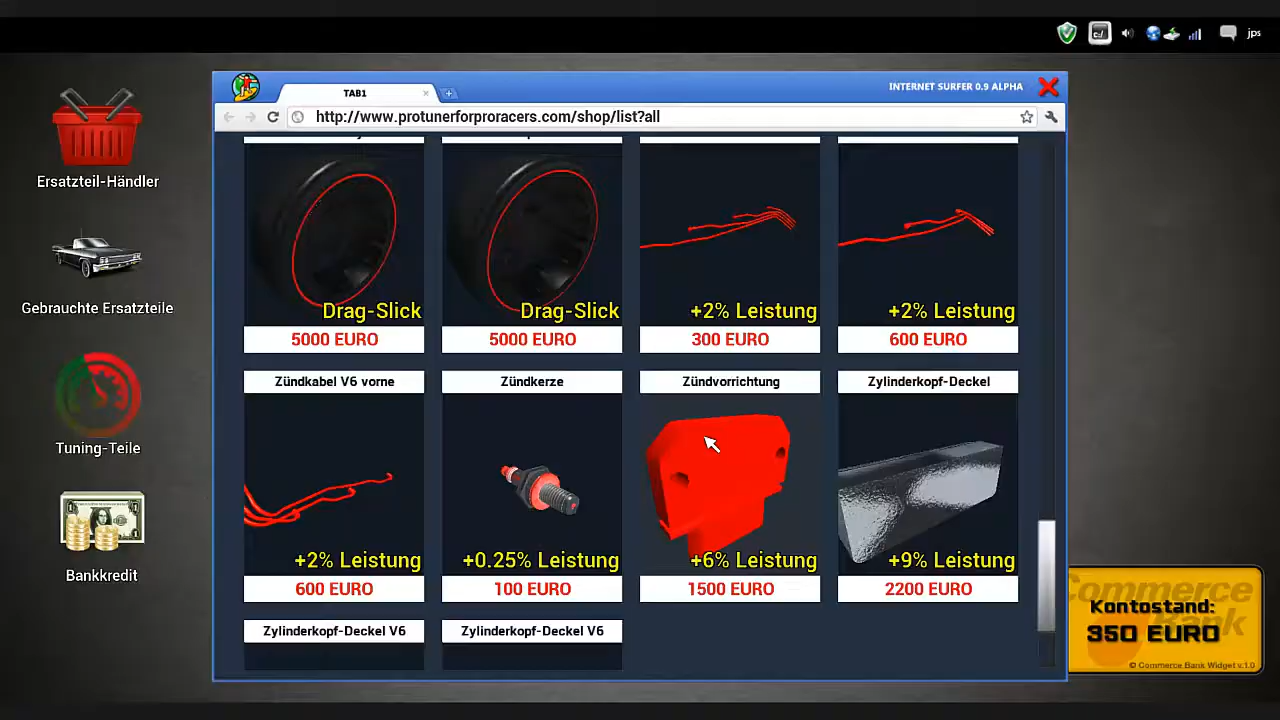 jps
TAB1
INTERNET SURFER 0.9 ALPHA
http://www.protunerforproracers.com/shop/list?all
Ersatzteil-Händler
Gebrauchte Ersatzteile
Tuning-Teile
Bankkredit
Drag-Slick
Drag-Slick
+2% Leistung
+2% Leistung
5000 EURO
5000 EURO
300 EURO
600 EURO
Zündkabel V6 vorne
Zündkerze
Zündvorrichtung
Zylinderkopf-Deckel
+2% Leistung
+0.25% Leistung
+6% Leistung
+9% Leistung
600 EURO
100 EURO
1500 EURO
2200 EURO
Zylinderkopf-Deckel V6
Zylinderkopf-Deckel V6
Commerce
Bank
Kontostand:
350 EURO
© Commerce Bank Widget v.1.0